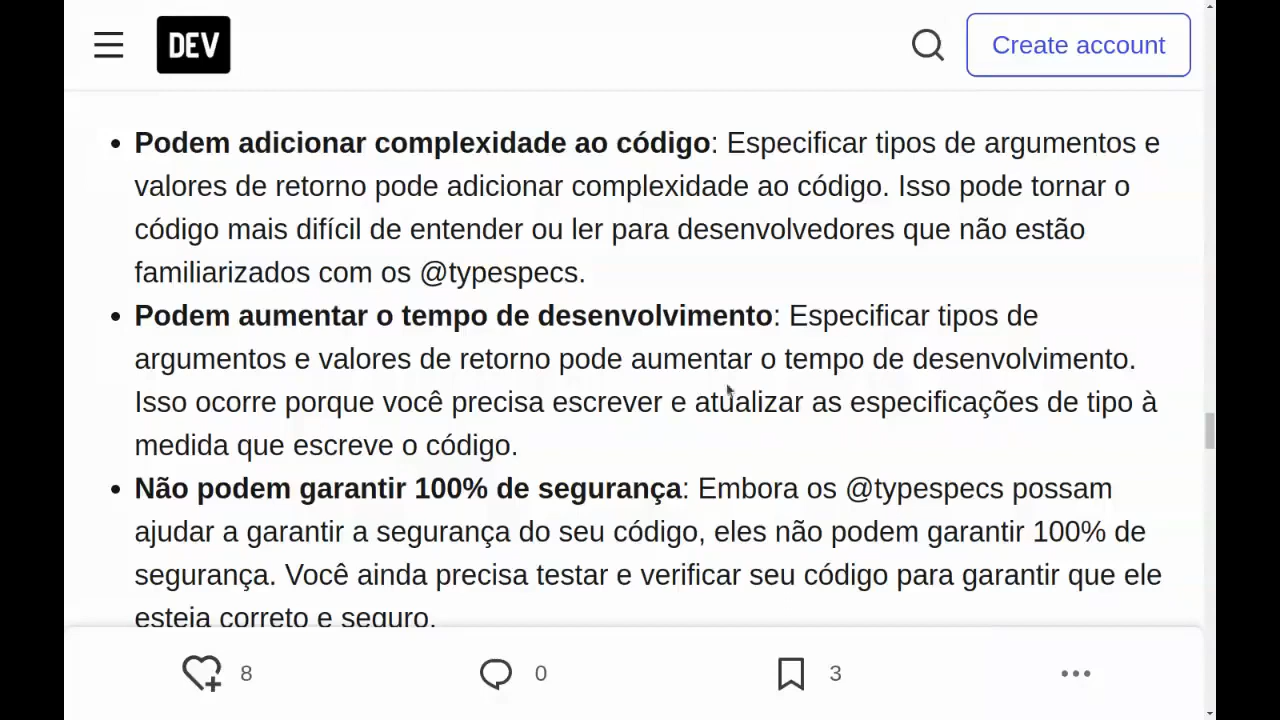 DEV
Create account
• Podem adicionar complexidade ao código: Especificar tipos de argumentos e
valores de retorno pode adicionar complexidade ao código. Isso pode tornar o
código mais difícil de entender ou ler para desenvolvedores que não estão
familiarizados com os @typespecs.
• Podem aumentar o tempo de desenvolvimento: Especificar tipos de
argumentos e valores de retorno pode aumentar o tempo de desenvolvimento.
Isso ocorre porque você precisa escrever e atualizar as especificações de tipo à
medida que escreve o código.
• Não podem garantir 100% de segurança: Embora os @typespecs possam
ajudar a garantir a segurança do seu código, eles não podem garantir 100% de
segurança. Você ainda precisa testar e verificar seu código para garantir que ele
esteja correto e seguro.
8
0
3